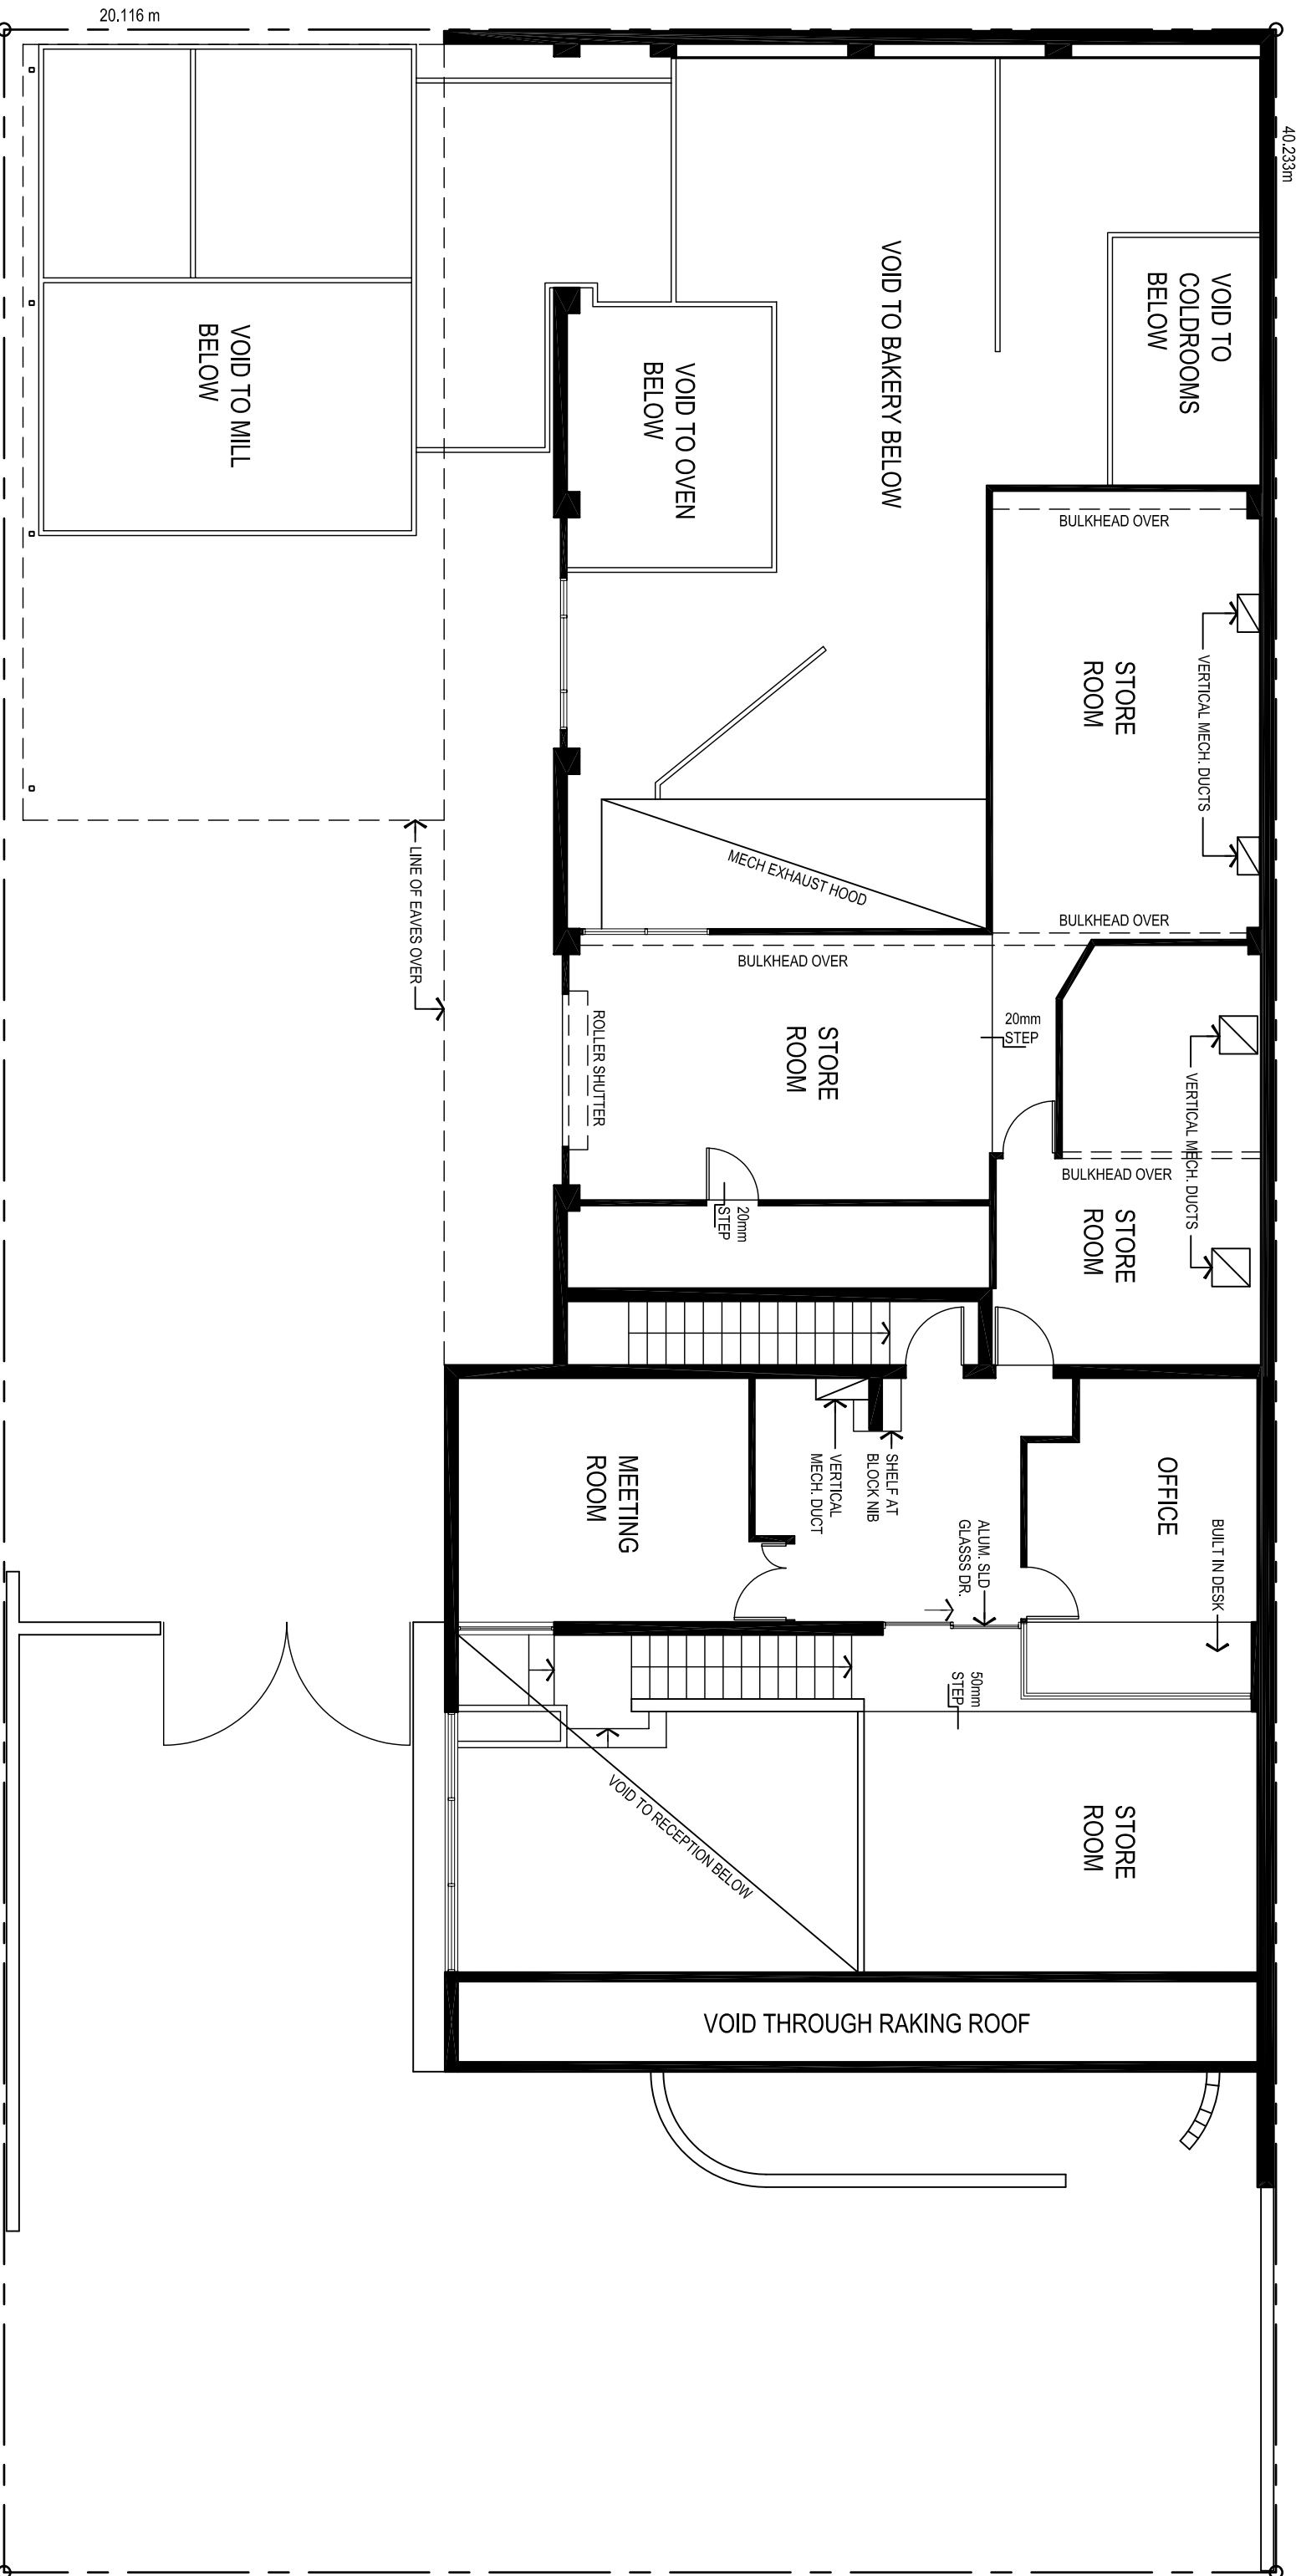 20.116 m
40.233m
VOID TO
COLDROOMS
BELOW
VOID TO BAKERY BELOW
VOID TO MILL
BELOW
VOID TO OVEN
BELOW
BULKHEAD OVER
STORE
ROOM
VERTICAL MECH. DUCTS
MECH EXHAUST HOOD
LINE OF EAVES OVER
BULKHEAD OVER
BULKHEAD OVER
ROLLER SHUTTER
STORE
ROOM
20mm
STEP
VERTICAL MECH. DUCTS
BULKHEAD OVER
STORE
ROOM
20mm
STEP
MEETING
ROOM
VERTICAL
MECH. DUCT
SHELF AT
BLOCK NIB
ALUM. SLD
GLASSS DR.
OFFICE
BUILT IN DESK
50mm
STEP
VOID TO RECEPTION BELOW
STORE
ROOM
VOID THROUGH RAKING ROOF